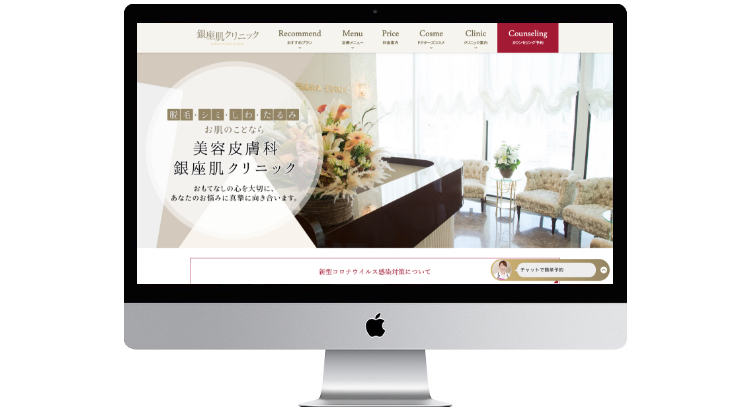 銀座肌クリニック
Recommend
おすすめプラン
Menu
診療メニュー
Price
料金案内
Cosme
ドクターズコスメ
Clinic
クリニック案内
Counseling
カウンセリング予約
脱毛・シミ・しわ・たるみ
お肌のことなら
美容皮膚科
銀座肌クリニック
おもてなしの心を大切に、
あなたのお悩みに真摯に向き合います。
新型コロナウイルス感染対策について
チャットで簡単予約